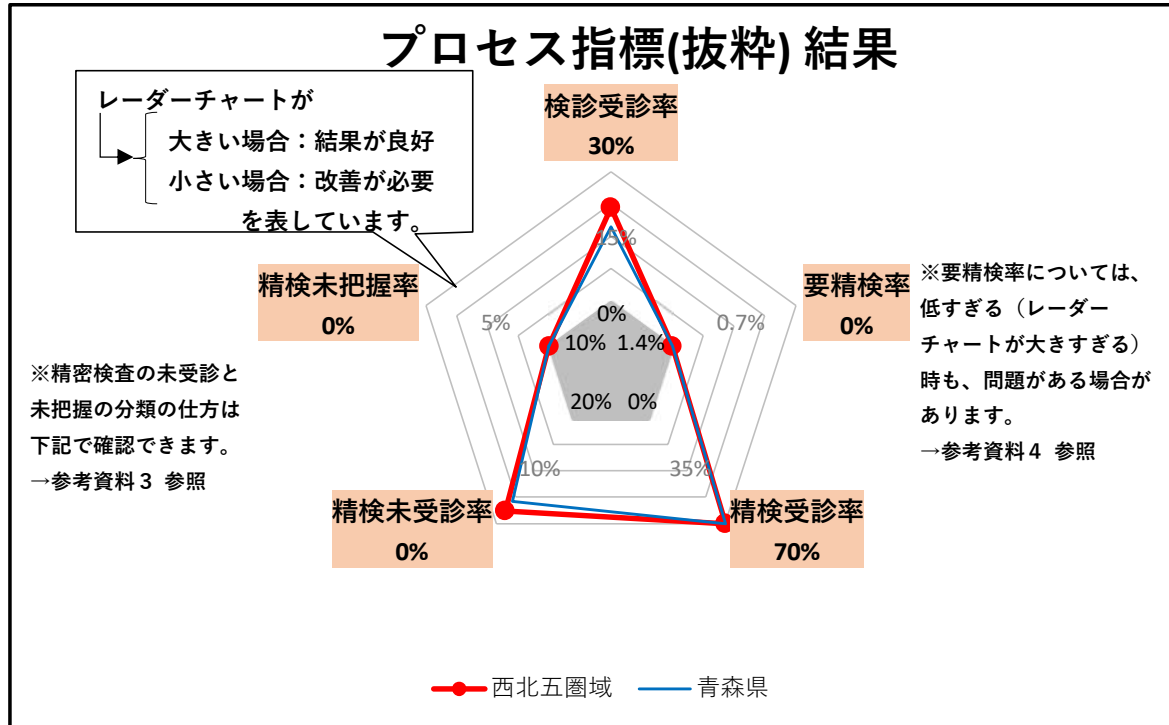 プロセス指標(抜粋) 結果
レーダーチャートが
大きい場合：結果が良好
小さい場合：改善が必要
を表しています。
検診受診率
30%
15%
0%
精検未把握率
0%
5%
10%
1.4%
0.7%
要精検率
0%
※要精検率については、
低すぎる（レーダー
チャートが大きすぎる）
時も、問題がある場合が
あります。
→参考資料４ 参照
※精密検査の未受診と
未把握の分類の仕方は
下記で確認できます。
→参考資料３ 参照
20%
0%
10%
35%
精検未受診率
0%
精検受診率
70%
西北五圏域
青森県